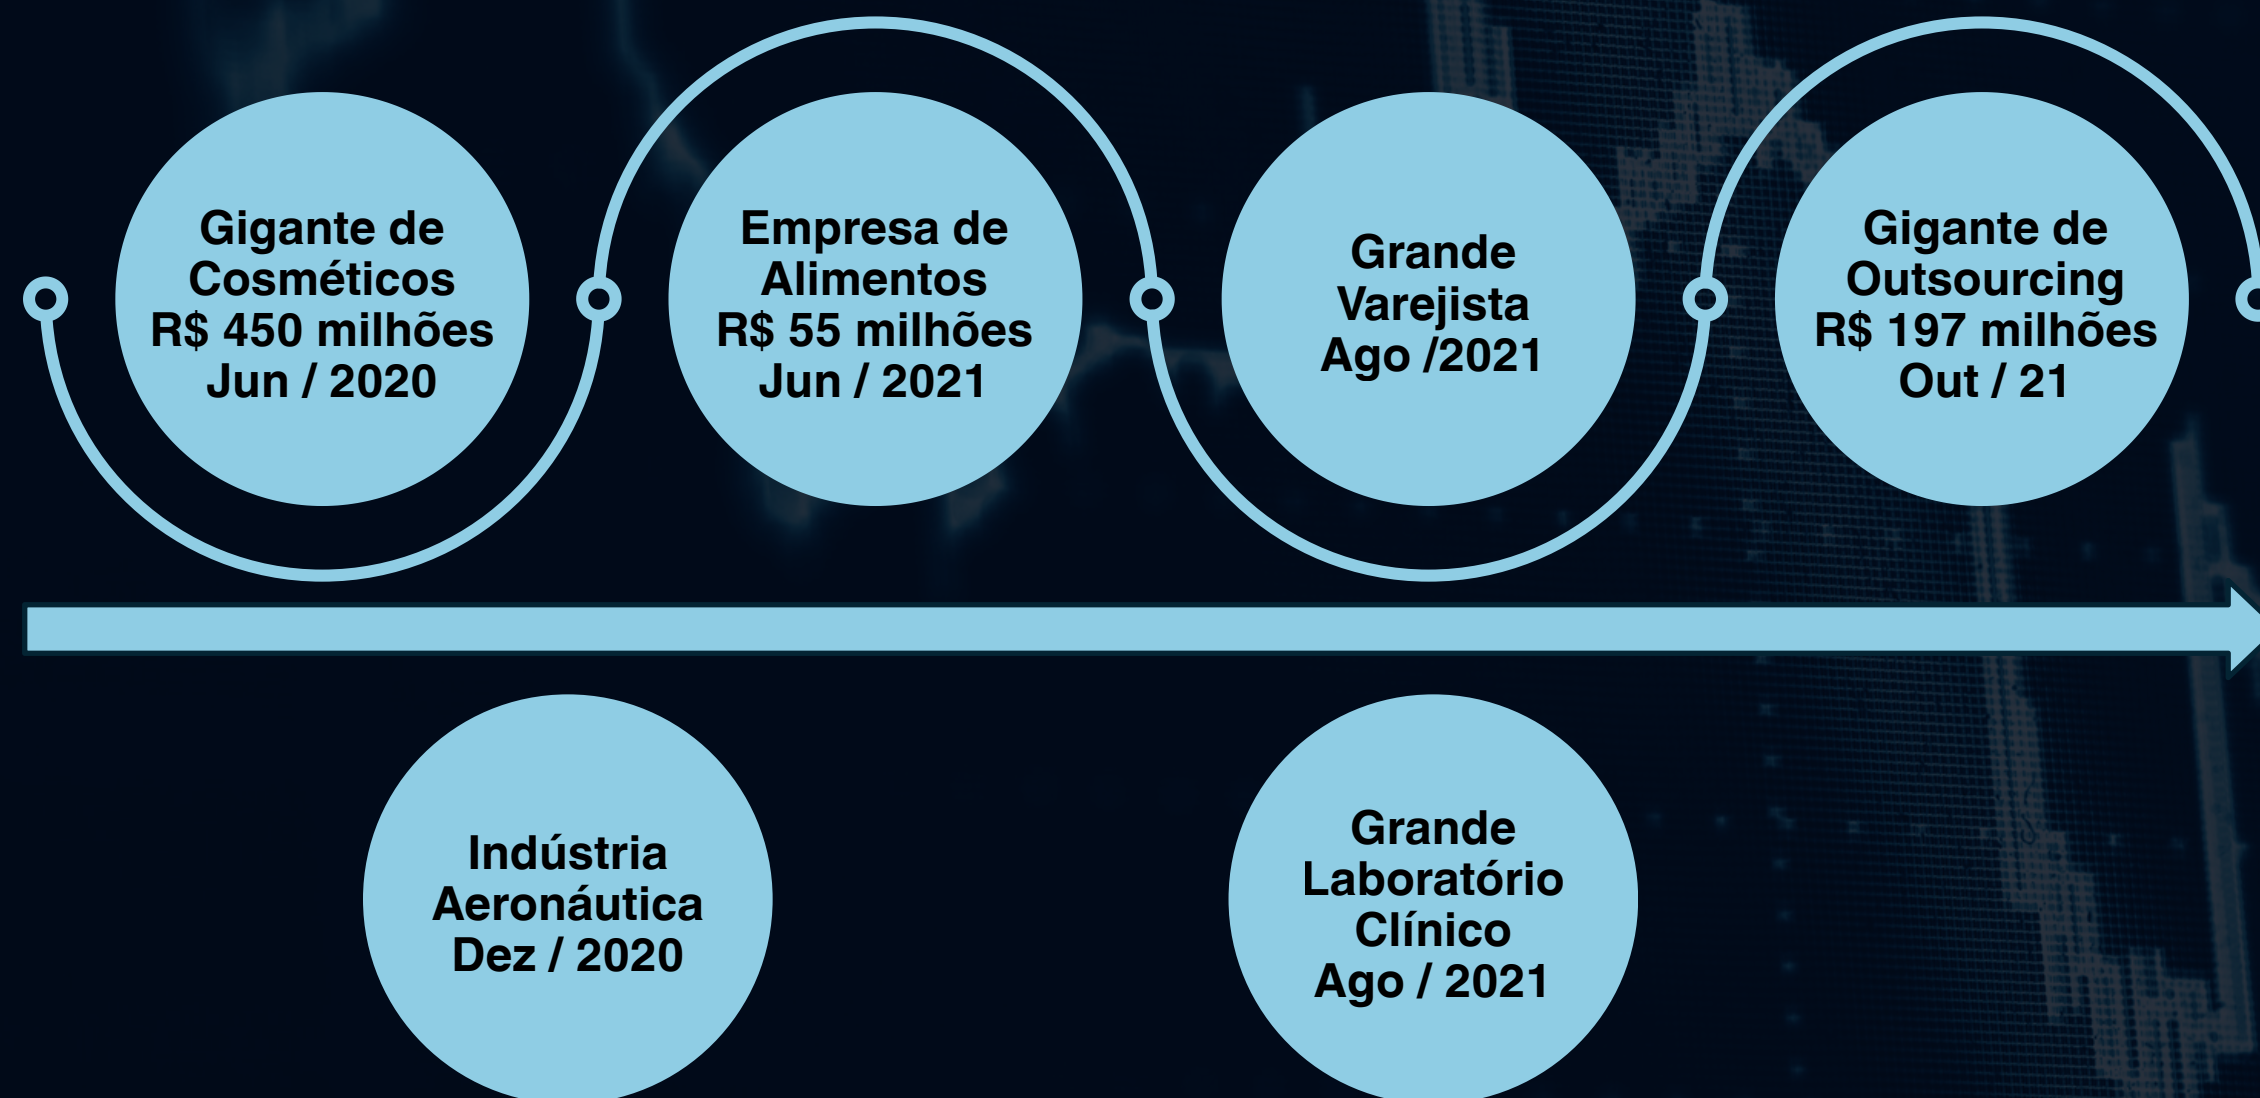 Gigante de
Cosméticos
R$ 450 milhões
Jun / 2020
Empresa de
Alimentos
R$ 55 milhões
Jun / 2021
Grande
Varejista
Ago /2021
Gigante de
Outsourcing
R$ 197 milhões
Out / 21
Indústria
Aeronáutica
Dez / 2020
Grande
Laboratório
Clínico
Ago / 2021